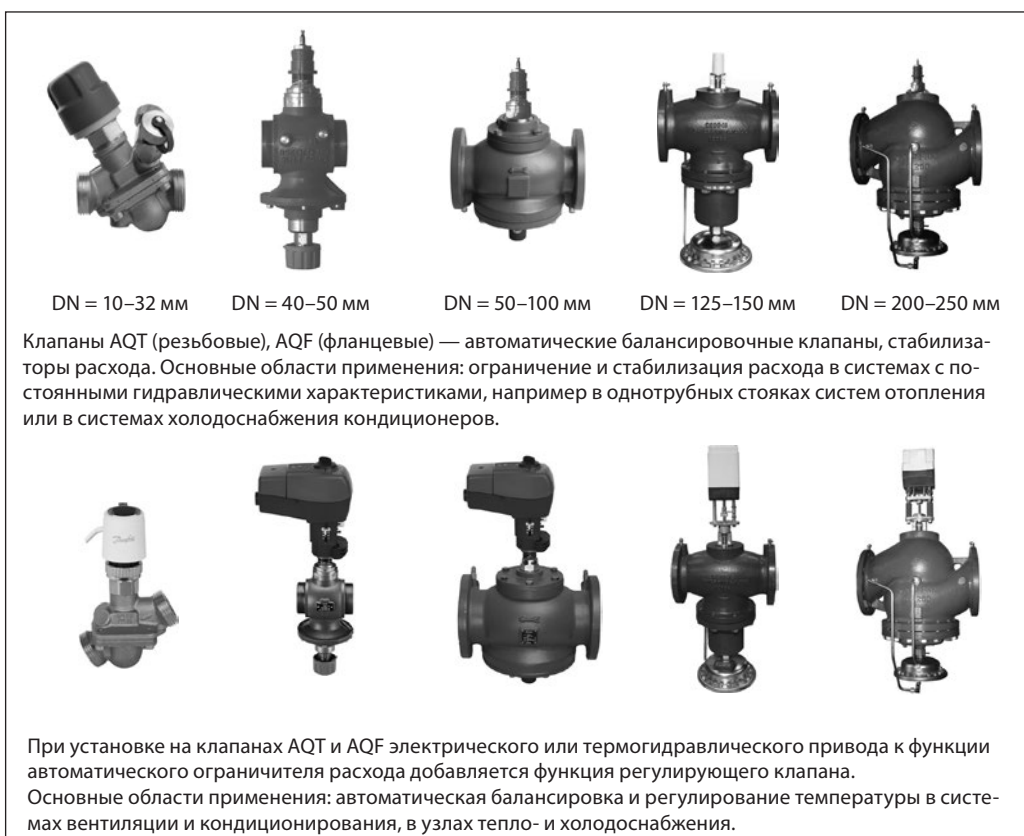 DN = 10–32 мм DN = 40–50 мм DN = 50–100 мм DN = 125–150 мм DN = 200–250 мм
Клапаны AQT (резьбовые), AQF (фланцевые) — автоматические балансировочные клапаны, стабилиза-
торы расхода. Основные области применения: ограничение и стабилизация расхода в системах с по-
стоянными гидравлическими характеристиками, например в однотрубных стояках систем отопления
или в системах холодоснабжения кондиционеров.
Danfoss
При установке на клапанах AQT и AQF электрического или термогидравлического привода к функции
автоматического ограничителя расхода добавляется функция регулирующего клапана.
Основные области применения: автоматическая балансировка и регулирование температуры в систе-
мах вентиляции и кондиционирования, в узлах тепло- и холодоснабжения.